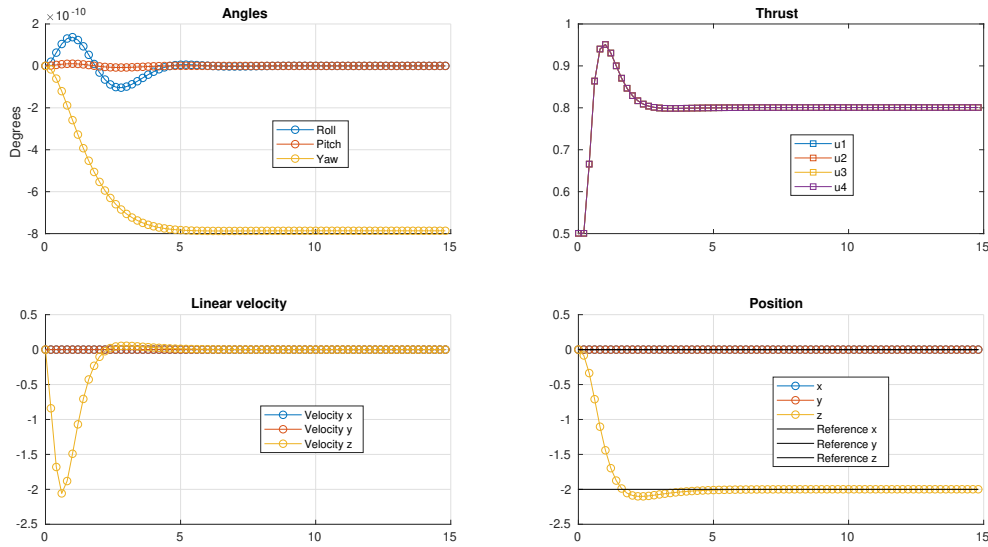 Angles
×10⁻¹⁰
2
0
-2
-4
-6
-8
Degrees
Roll
Pitch
Yaw
0
5
10
15
Thrust
1
0.9
0.8
0.7
0.6
0.5
u1
u2
u3
u4
0
5
10
15
Linear velocity
0.5
0
-0.5
-1
-1.5
-2
-2.5
Velocity x
Velocity y
Velocity z
0
5
10
15
Position
0.5
0
-0.5
-1
-1.5
-2
-2.5
x
y
z
Reference x
Reference y
Reference z
0
5
10
15